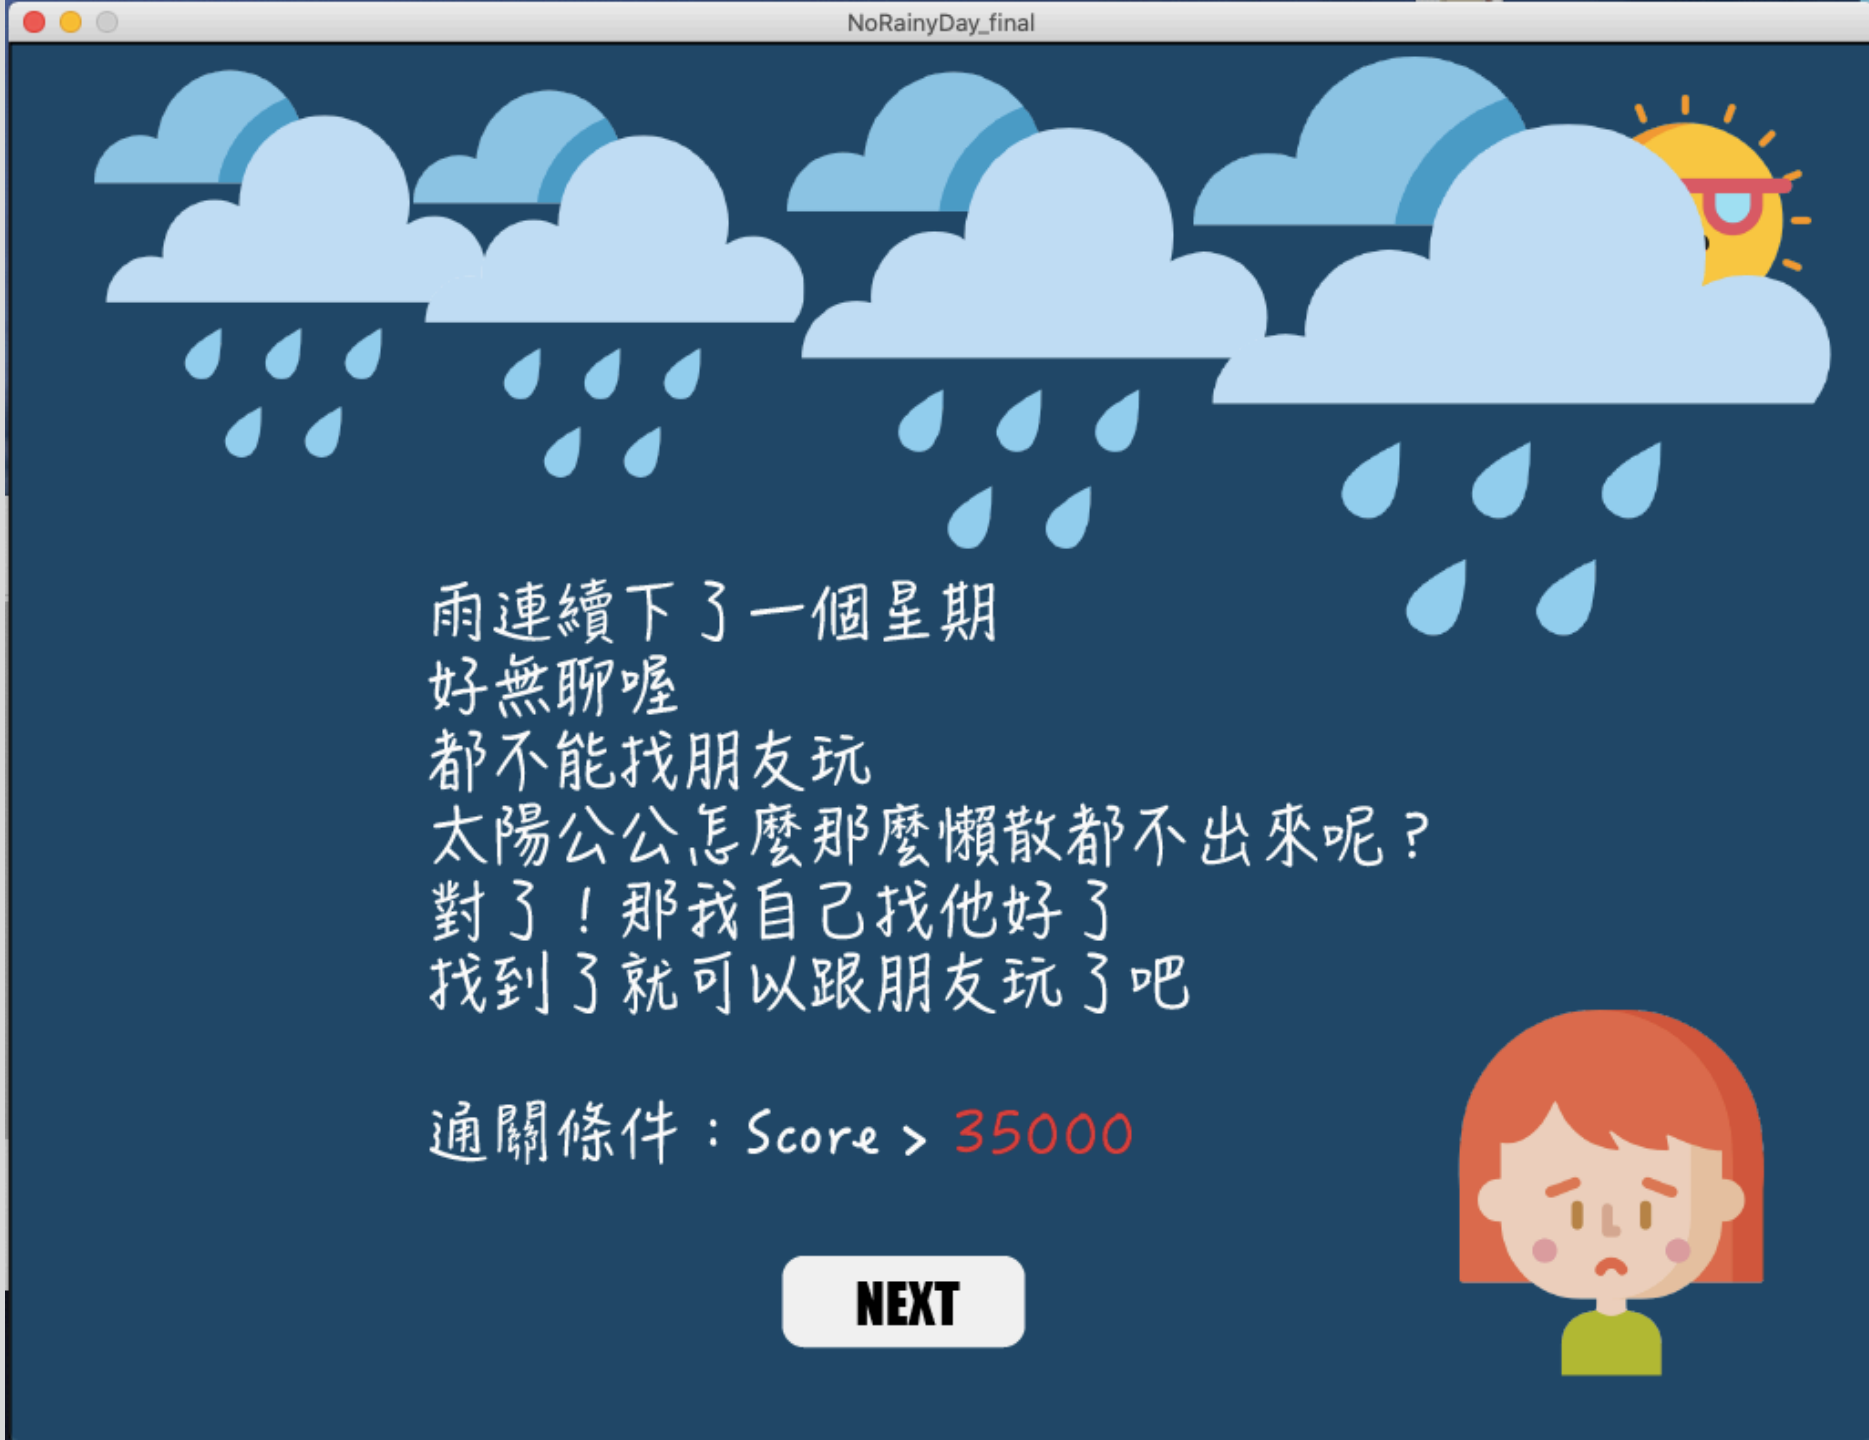 NoRainyDay_final
雨連續下了一個星期
好無聊喔
都不能找朋友玩
太陽公公怎麼那麼懶散都不出來呢？
對了！那我自己找他好了
找到了就可以跟朋友玩了吧
通關條件：Score > 35000
NEXT